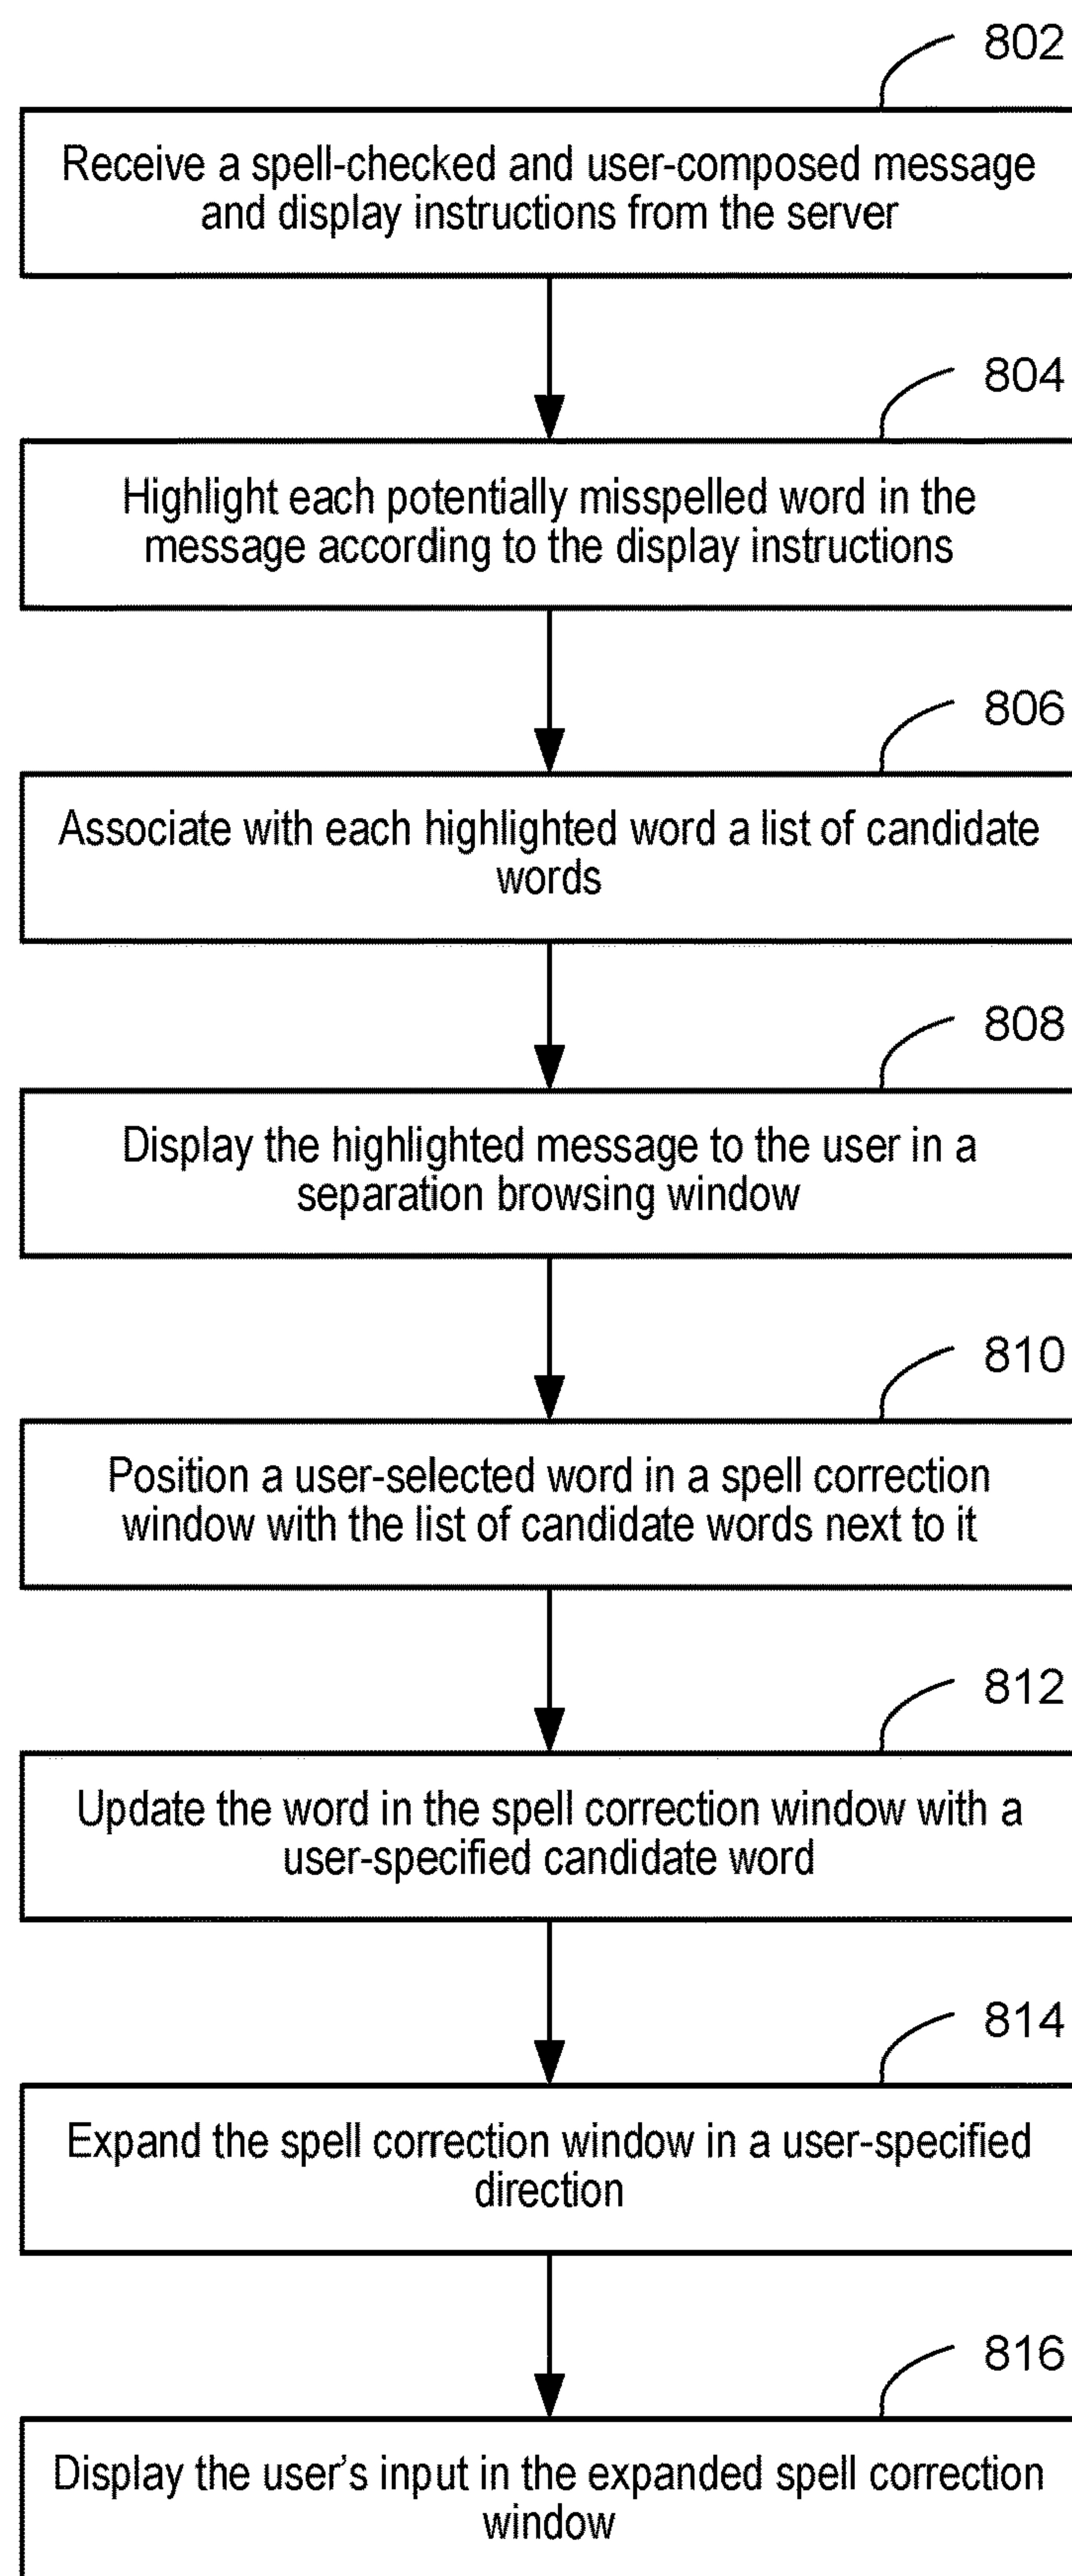 802
Receive a spell-checked and user-composed message
and display instructions from the server
804
Highlight each potentially misspelled word in the
message according to the display instructions
806
Associate with each highlighted word a list of candidate
words
808
Display the highlighted message to the user in a
separation browsing window
810
Position a user-selected word in a spell correction
window with the list of candidate words next to it
812
Update the word in the spell correction window with a
user-specified candidate word
814
Expand the spell correction window in a user-specified
direction
816
Display the user's input in the expanded spell correction
window